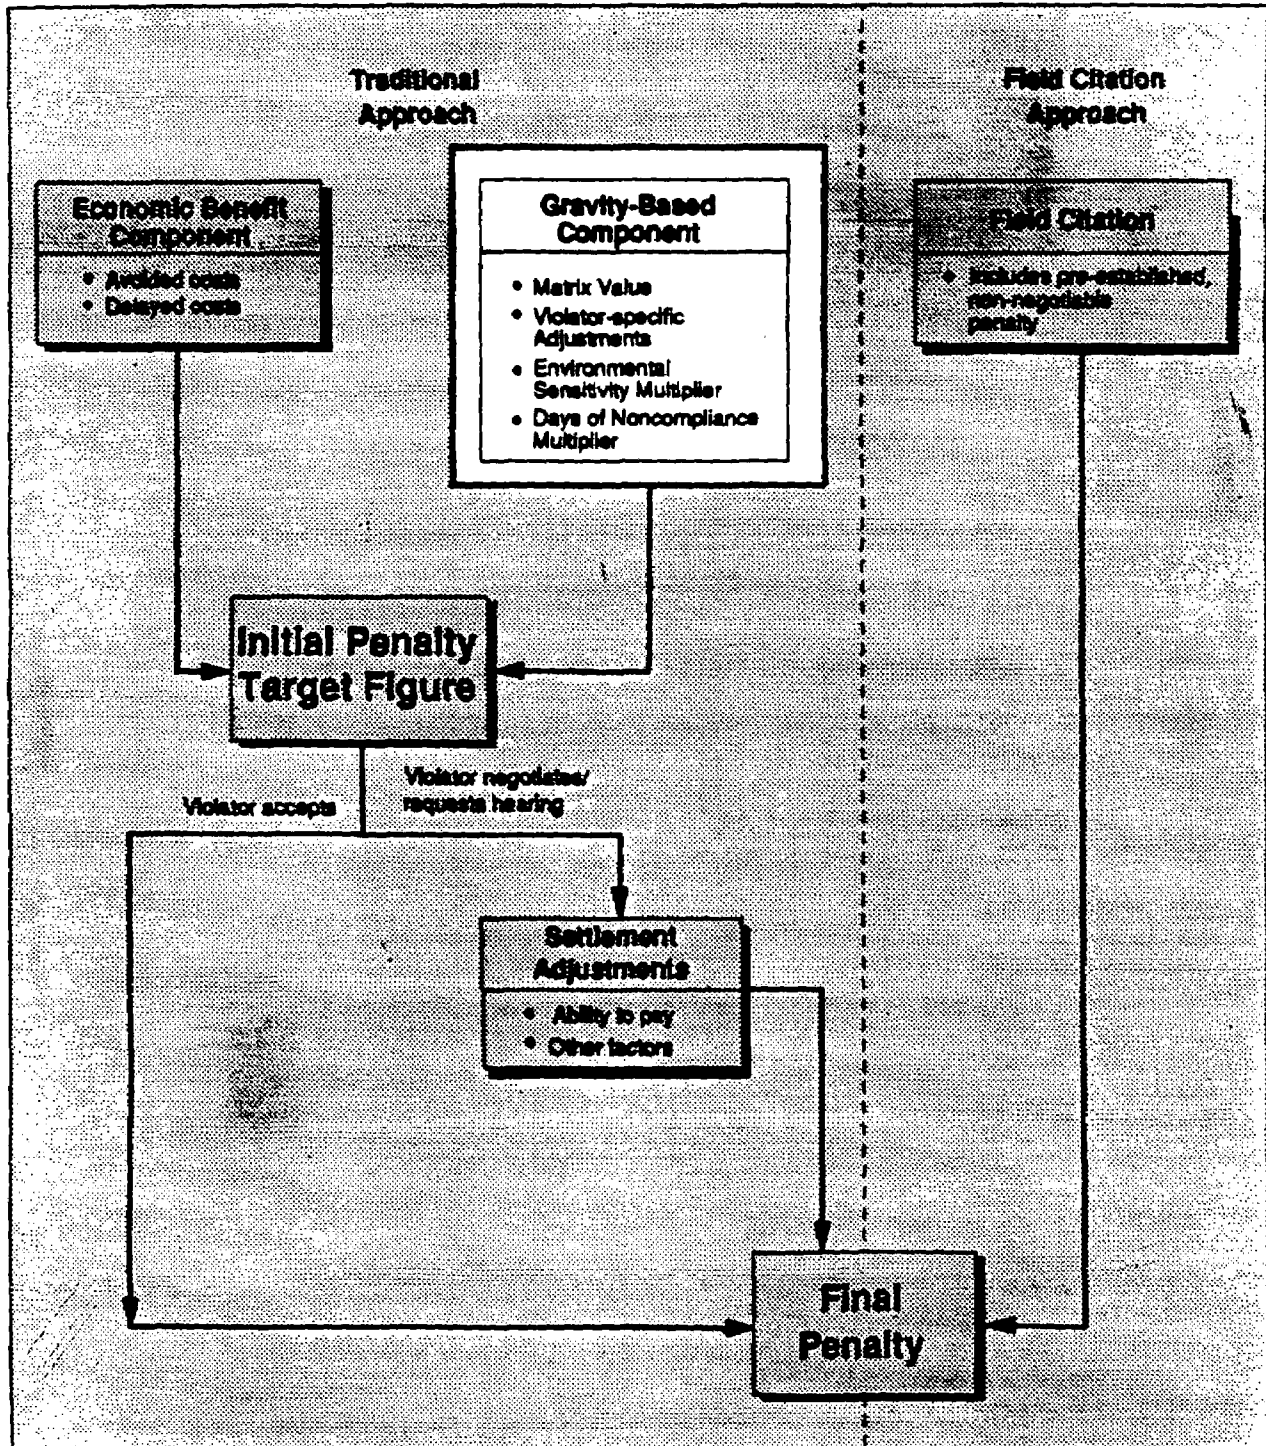 Traditional
Approach
Field Citation
Approach
Economic Benefit
Component
• Avoided costs
• Delayed costs
Gravity-Based
Component
• Matrix Value
• Violator-specific
Adjustments
• Environmental
Sensitivity Multiplier
• Days of Noncompliance
Multiplier
Field Citation
• Includes pre-established,
non-negotiable
penalty
Initial Penalty
Target Figure
Violator accepts
Violator negotiates/
requests hearing
Settlement
Adjustments
• Ability to pay
• Other factors
Final
Penalty